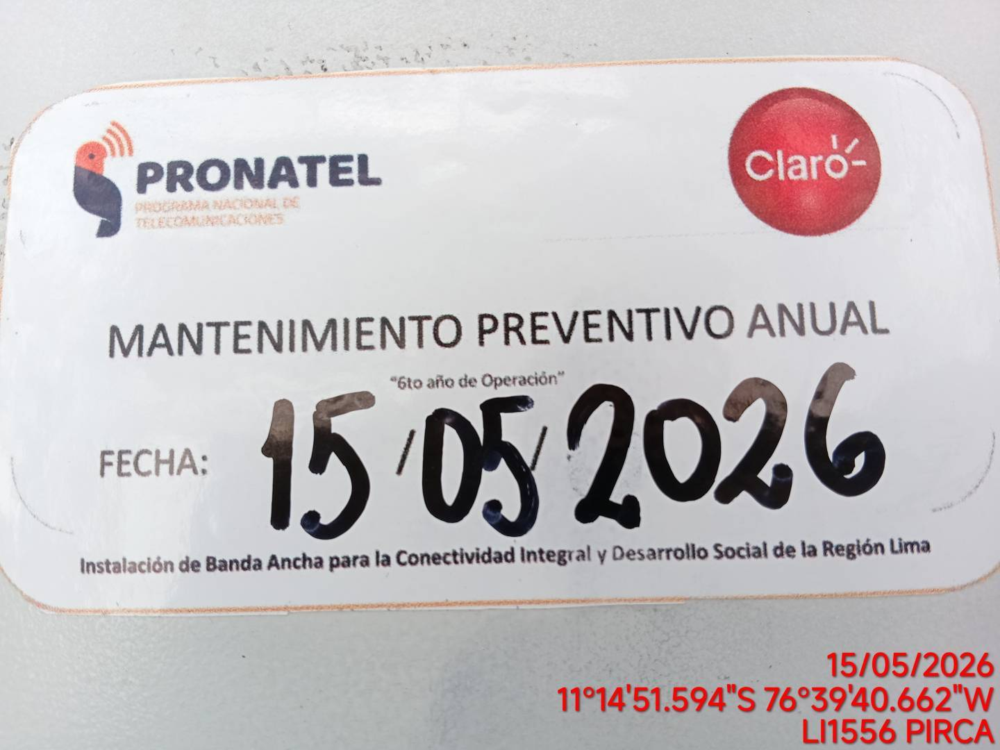 PRONATEL
PROGRAMA NACIONAL DE
TELECOMUNICACIONES
Claro
MANTENIMIENTO PREVENTIVO ANUAL
"6to año de Operación"
FECHA: 15/05/2026
Instalación de Banda Ancha para la Conectividad Integral y Desarrollo Social de la Región Lima
15/05/2026
11°14'51.594"S 76°39'40.662"W
LI1556 PIRCA